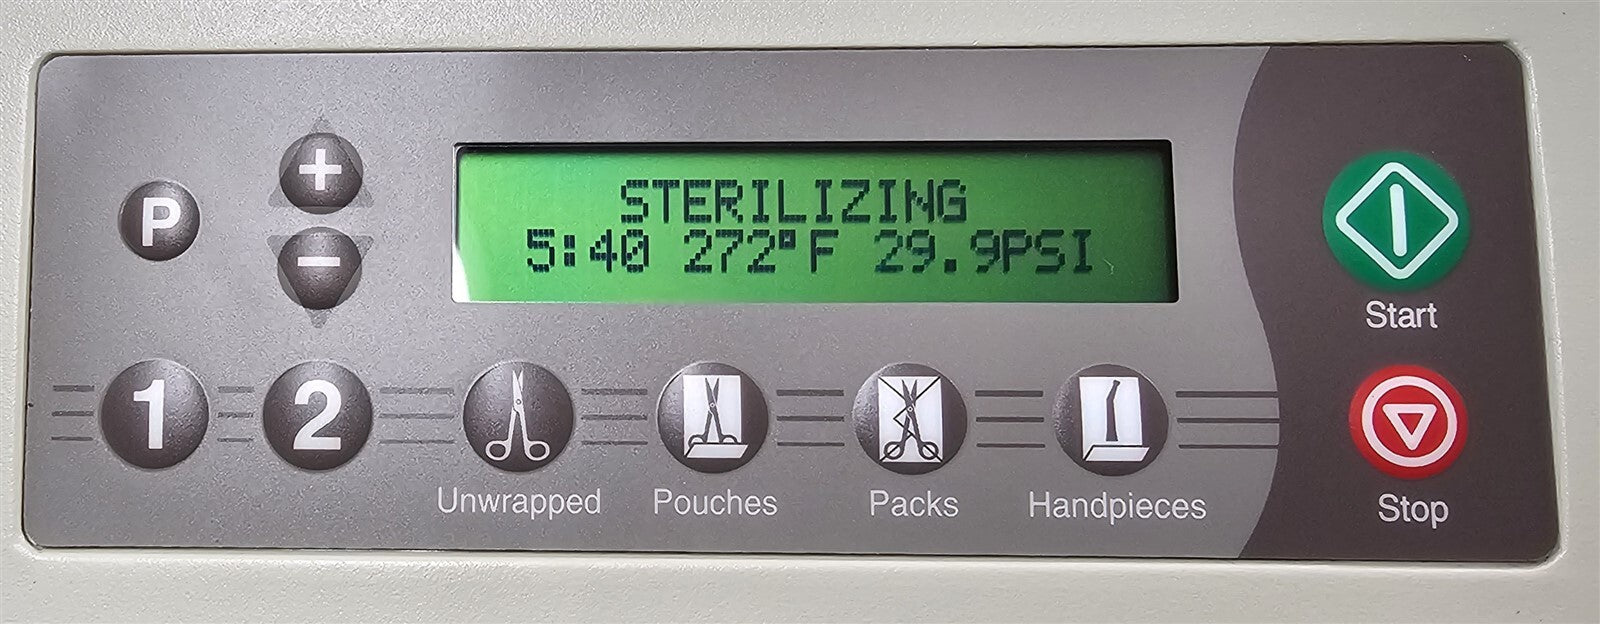 STERILIZING
5:40 272°F 29.9PSI
P
+
−
1
2
Unwrapped
Pouches
Packs
Handpieces
Start
Stop